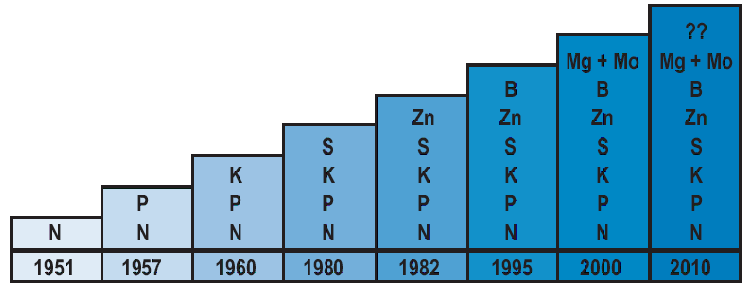 ??
Mg + Mo Mg + Mo
B B B
Zn Zn Zn Zn
S S S S S
K K K K K K
P P P P P P P
N N N N N N N N
1951 1957 1960 1980 1982 1995 2000 2010